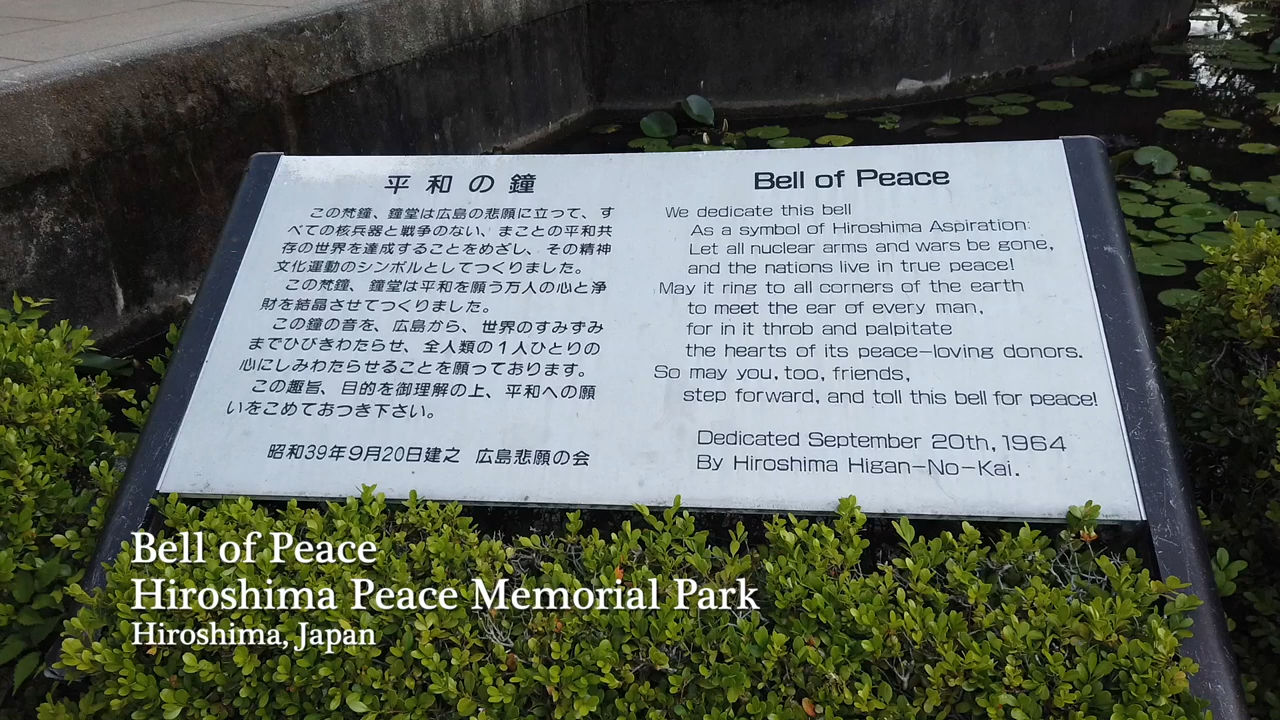 平和の鐘
この梵鐘、鐘堂は広島の悲願に立つて、す
べての核兵器と戦争のない、まことの平和共
存の世界を達成することをめざし、その精神
文化運動のシンボルとしてつくりました。
この梵鐘、鐘堂は平和を願う万人の心と浄
財を結晶させてつくりました。
この鐘の音を、広島から、世界のすみずみ
までひびきわたらせ、全人類の1人ひとりの
心にしみわたらせることを願っております。
この趣旨、目的を御理解の上、平和への願
いをこめておつき下さい。
昭和39年9月20日建之 広島悲願の会
Bell of Peace
We dedicate this bell
As a symbol of Hiroshima Aspiration:
Let all nuclear arms and wars be gone,
and the nations live in true peace!
May it ring to all corners of the earth
to meet the ear of every man,
for in it throb and palpitate
the hearts of its peace-loving donors.
So may you, too, friends,
step forward, and toll this bell for peace!
Dedicated September 20th, 1964
By Hiroshima Higan-No-Kai.
Bell of Peace
Hiroshima Peace Memorial Park
Hiroshima, Japan